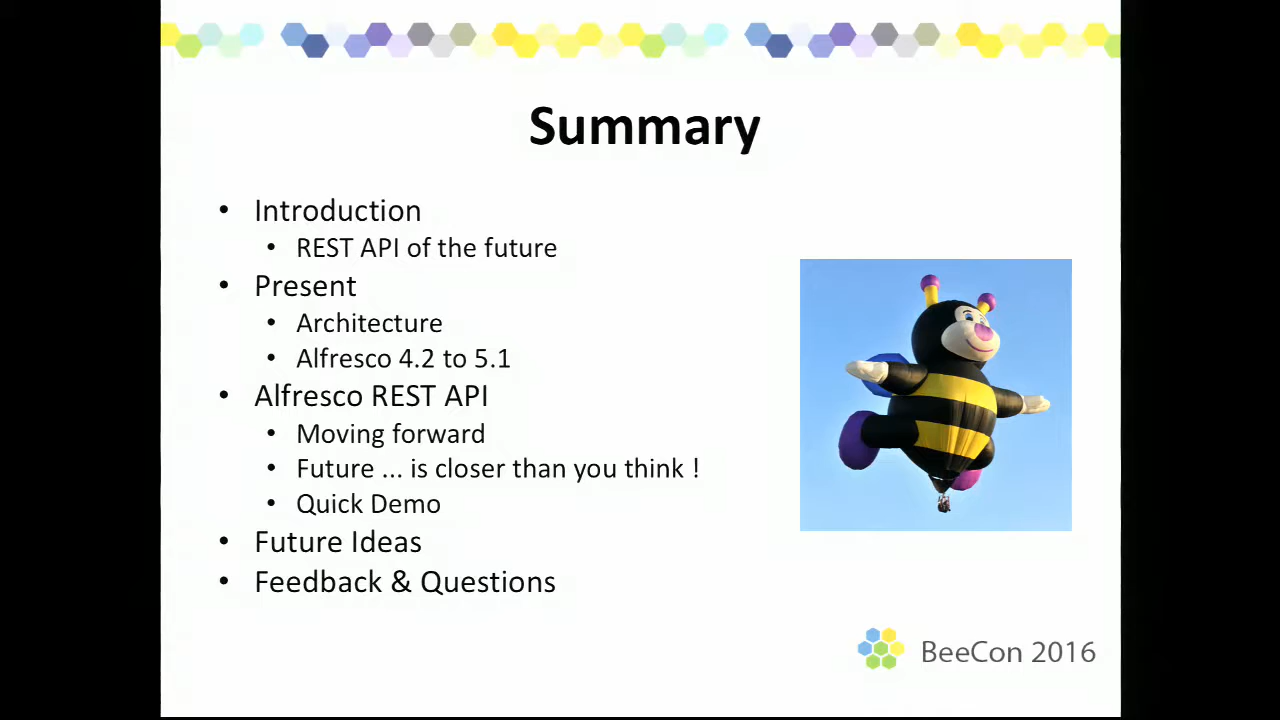 Summary
• Introduction
• REST API of the future
• Present
• Architecture
• Alfresco 4.2 to 5.1
• Alfresco REST API
• Moving forward
• Future ... is closer than you think !
• Quick Demo
• Future Ideas
• Feedback & Questions
BeeCon 2016